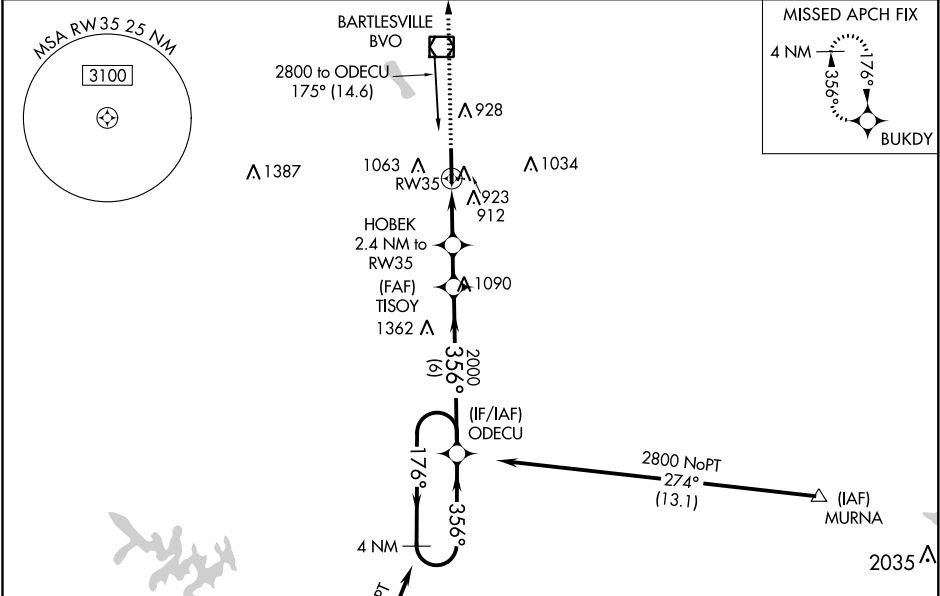 MSA RW35 25 NM
3100
BARTLESVILLE
BVO
2800 to ODECU
175° (14.6)
928
1387
1063
RW35
1034
923
912
HOBEK
2.4 NM to
RW35
(FAF)
TISOY
1090
1362
2000
356°
(6)
(IF/IAF)
ODECU
176°
356°
4 NM
2800 NoPT
274°
(13.1)
(IAF)
MURNA
2035
MISSED APCH FIX
4 NM
356°
176°
BUKDY